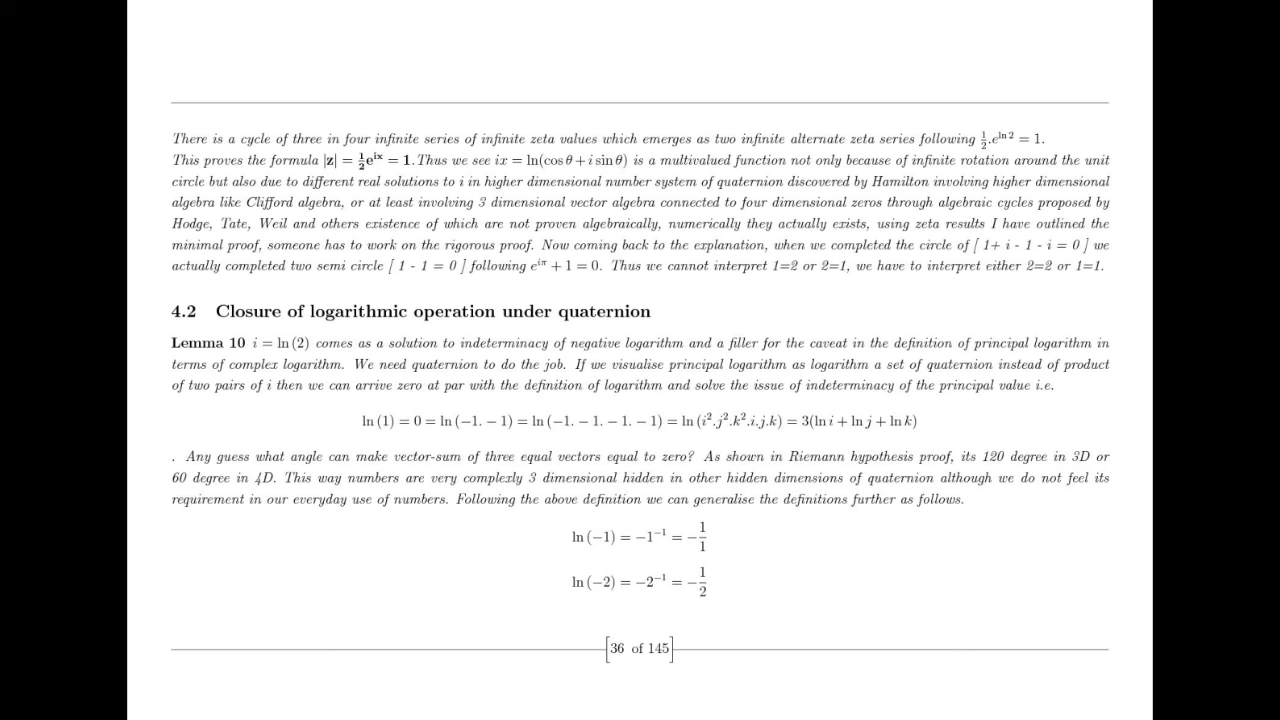 There is a cycle of three in four infinite series of infinite zeta values which emerges as two infinite alternate zeta series following ½.e^{ln 2} = 1.
This proves the formula |z| = ½e^{ix} = 1. Thus we see ix = ln(cos θ + i sin θ) is a multivalued function not only because of infinite rotation around the unit
circle but also due to different real solutions to i in higher dimensional number system of quaternion discovered by Hamilton involving higher dimensional
algebra like Clifford algebra, or at least involving 3 dimensional vector algebra connected to four dimensional zeros through algebraic cycles proposed by
Hodge, Tate, Weil and others existence of which are not proven algebraically, numerically they actually exists, using zeta results I have outlined the
minimal proof, someone has to work on the rigorous proof. Now coming back to the explanation, when we completed the circle of [ 1+ i - 1 - i = 0 ] we
actually completed two semi circle [ 1 - 1 = 0 ] following e^{iπ} + 1 = 0. Thus we cannot interpret 1=2 or 2=1, we have to interpret either 2=2 or 1=1.
4.2 Closure of logarithmic operation under quaternion
Lemma 10 i = ln (2) comes as a solution to indeterminacy of negative logarithm and a filler for the caveat in the definition of principal logarithm in
terms of complex logarithm. We need quaternion to do the job. If we visualise principal logarithm as logarithm a set of quaternion instead of product
of two pairs of i then we can arrive zero at par with the definition of logarithm and solve the issue of indeterminacy of the principal value i.e.
ln (1) = 0 = ln (−1. − 1) = ln (−1. − 1. − 1. − 1) = ln (i².j².k².i.j.k) = 3(ln i + ln j + ln k)
. Any guess what angle can make vector-sum of three equal vectors equal to zero? As shown in Riemann hypothesis proof, its 120 degree in 3D or
60 degree in 4D. This way numbers are very complexly 3 dimensional hidden in other hidden dimensions of quaternion although we do not feel its
requirement in our everyday use of numbers. Following the above definition we can generalise the definitions further as follows.
ln (−1) = −1^{−1} = −1/1
ln (−2) = −2^{−1} = −1/2
[36 of 145]